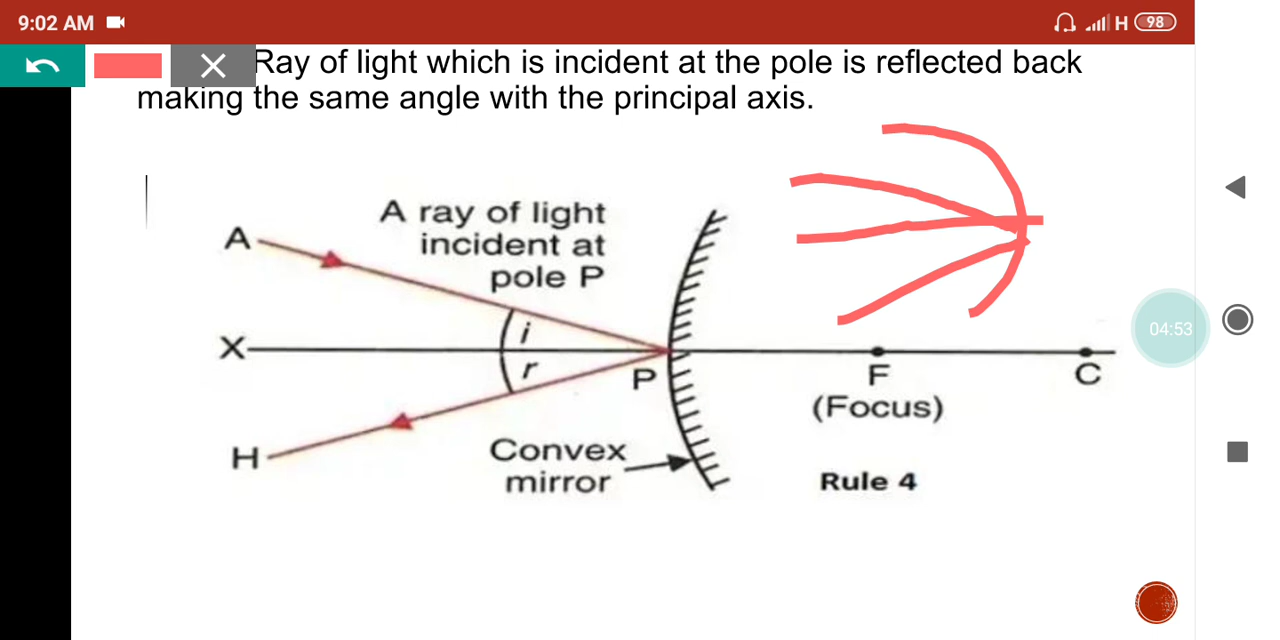 9:02 AM
H 98
Ray of light which is incident at the pole is reflected back
making the same angle with the principal axis.
A ray of light
incident at
pole P
A
i
X
r
P
F
C
(Focus)
H
Convex
mirror
Rule 4
04:53